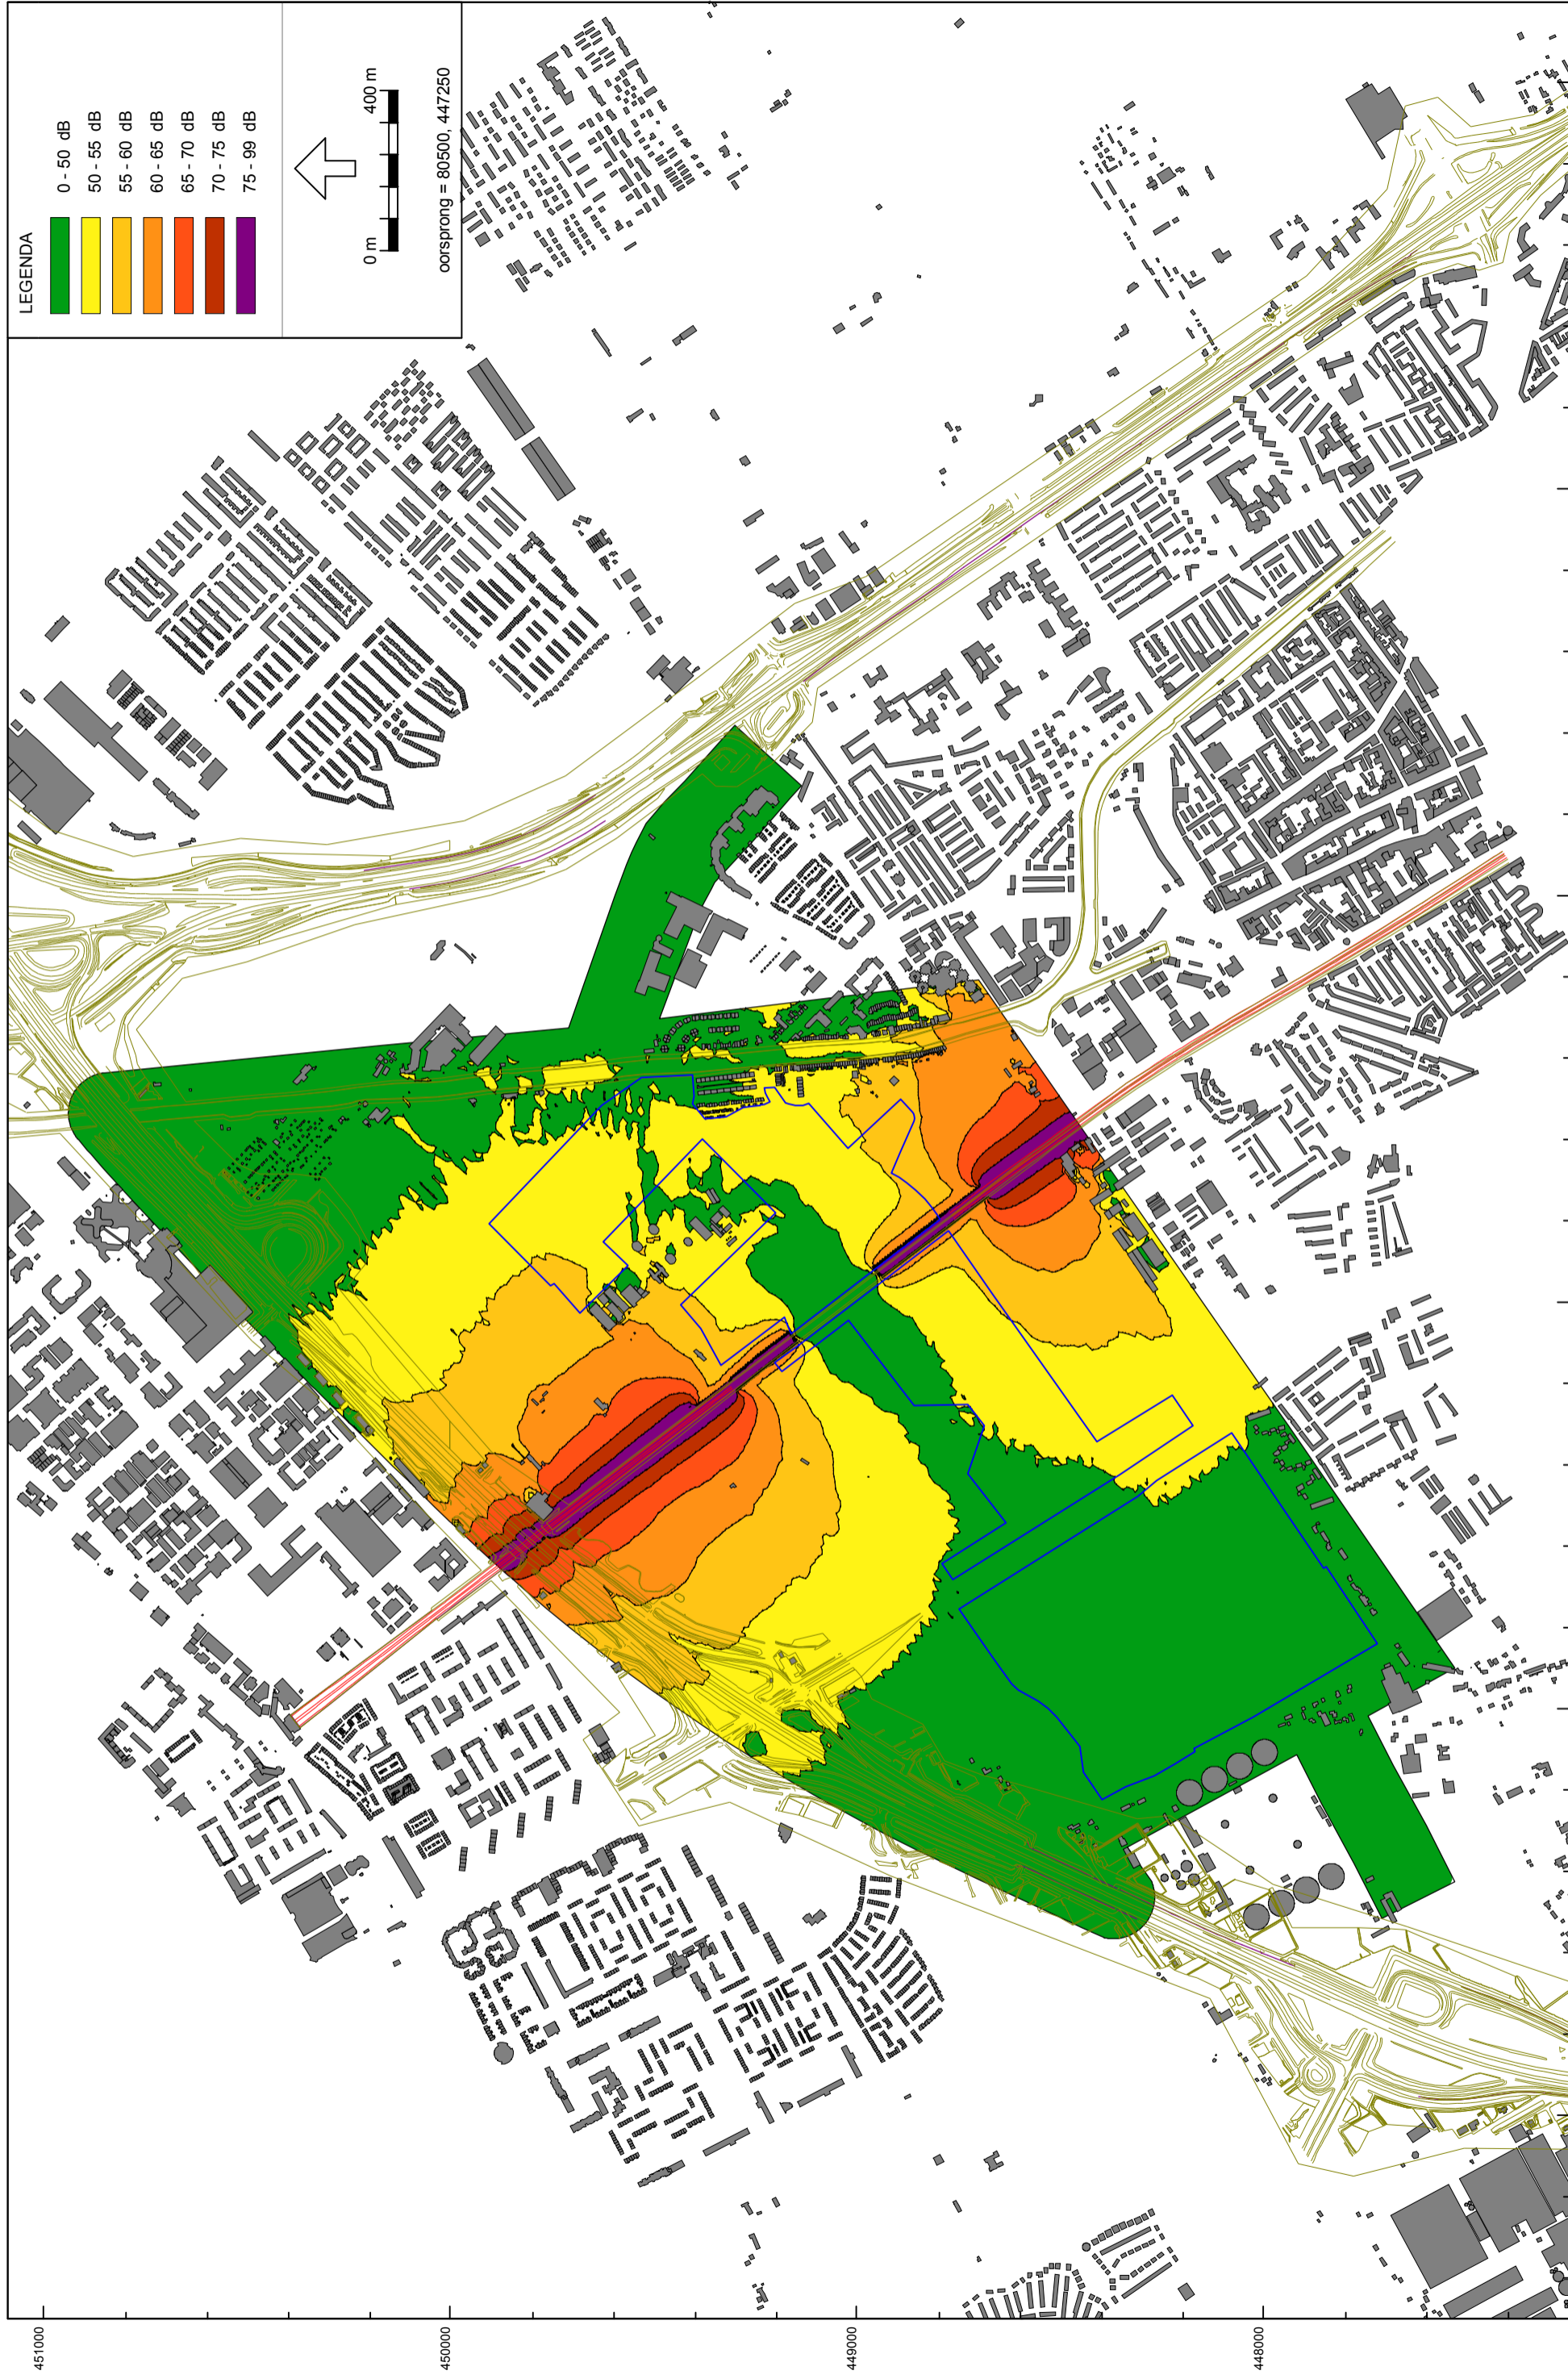 LEGENDA
0 - 50 dB
50 - 55 dB
55 - 60 dB
60 - 65 dB
65 - 70 dB
70 - 75 dB
75 - 99 dB
0 m 400 m
oorsprong = 80500, 447250
451000
450000
449000
448000